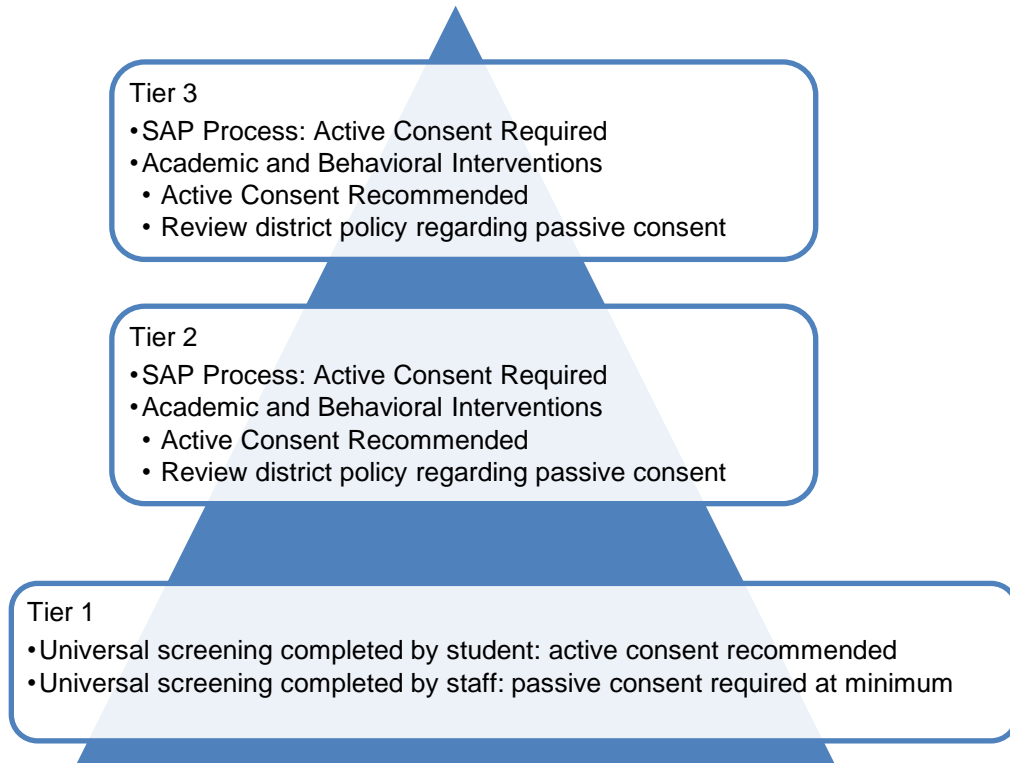 Tier 3
•SAP Process: Active Consent Required
•Academic and Behavioral Interventions
• Active Consent Recommended
• Review district policy regarding passive consent
Tier 2
•SAP Process: Active Consent Required
•Academic and Behavioral Interventions
• Active Consent Recommended
• Review district policy regarding passive consent
Tier 1
•Universal screening completed by student: active consent recommended
•Universal screening completed by staff: passive consent required at minimum